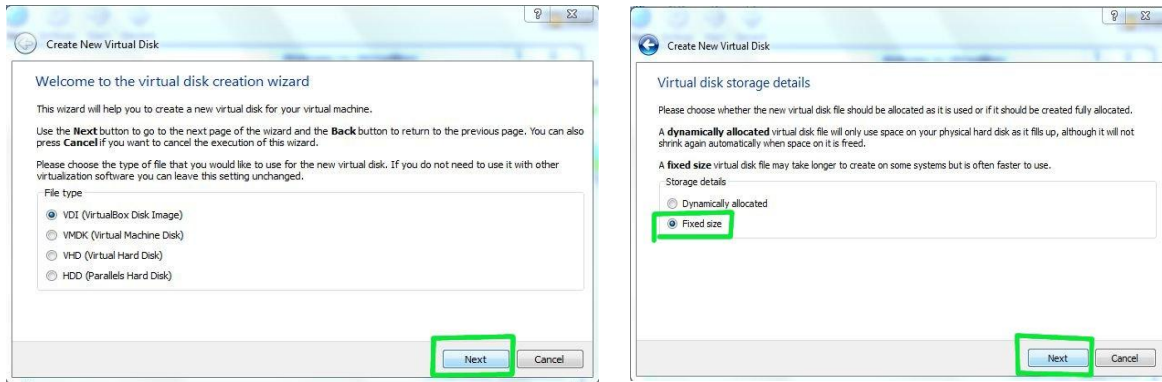 Create New Virtual Disk
Welcome to the virtual disk creation wizard
This wizard will help you to create a new virtual disk for your virtual machine.
Use the Next button to go to the next page of the wizard and the Back button to return to the previous page. You can also
press Cancel if you want to cancel the execution of this wizard.
Please choose the type of file that you would like to use for the new virtual disk. If you do not need to use it with other
virtualization software you can leave this setting unchanged.
File type
VDI (VirtualBox Disk Image)
VMDK (Virtual Machine Disk)
VHD (Virtual Hard Disk)
HDD (Parallels Hard Disk)
Next
Cancel
Create New Virtual Disk
Virtual disk storage details
Please choose whether the new virtual disk file should be allocated as it is used or if it should be created fully allocated.
A dynamically allocated virtual disk file will only use space on your physical hard disk as it fills up, although it will not
shrink again automatically when space on it is freed.
A fixed size virtual disk file may take longer to create on some systems but is often faster to use.
Storage details
Dynamically allocated
Fixed size
Next
Cancel